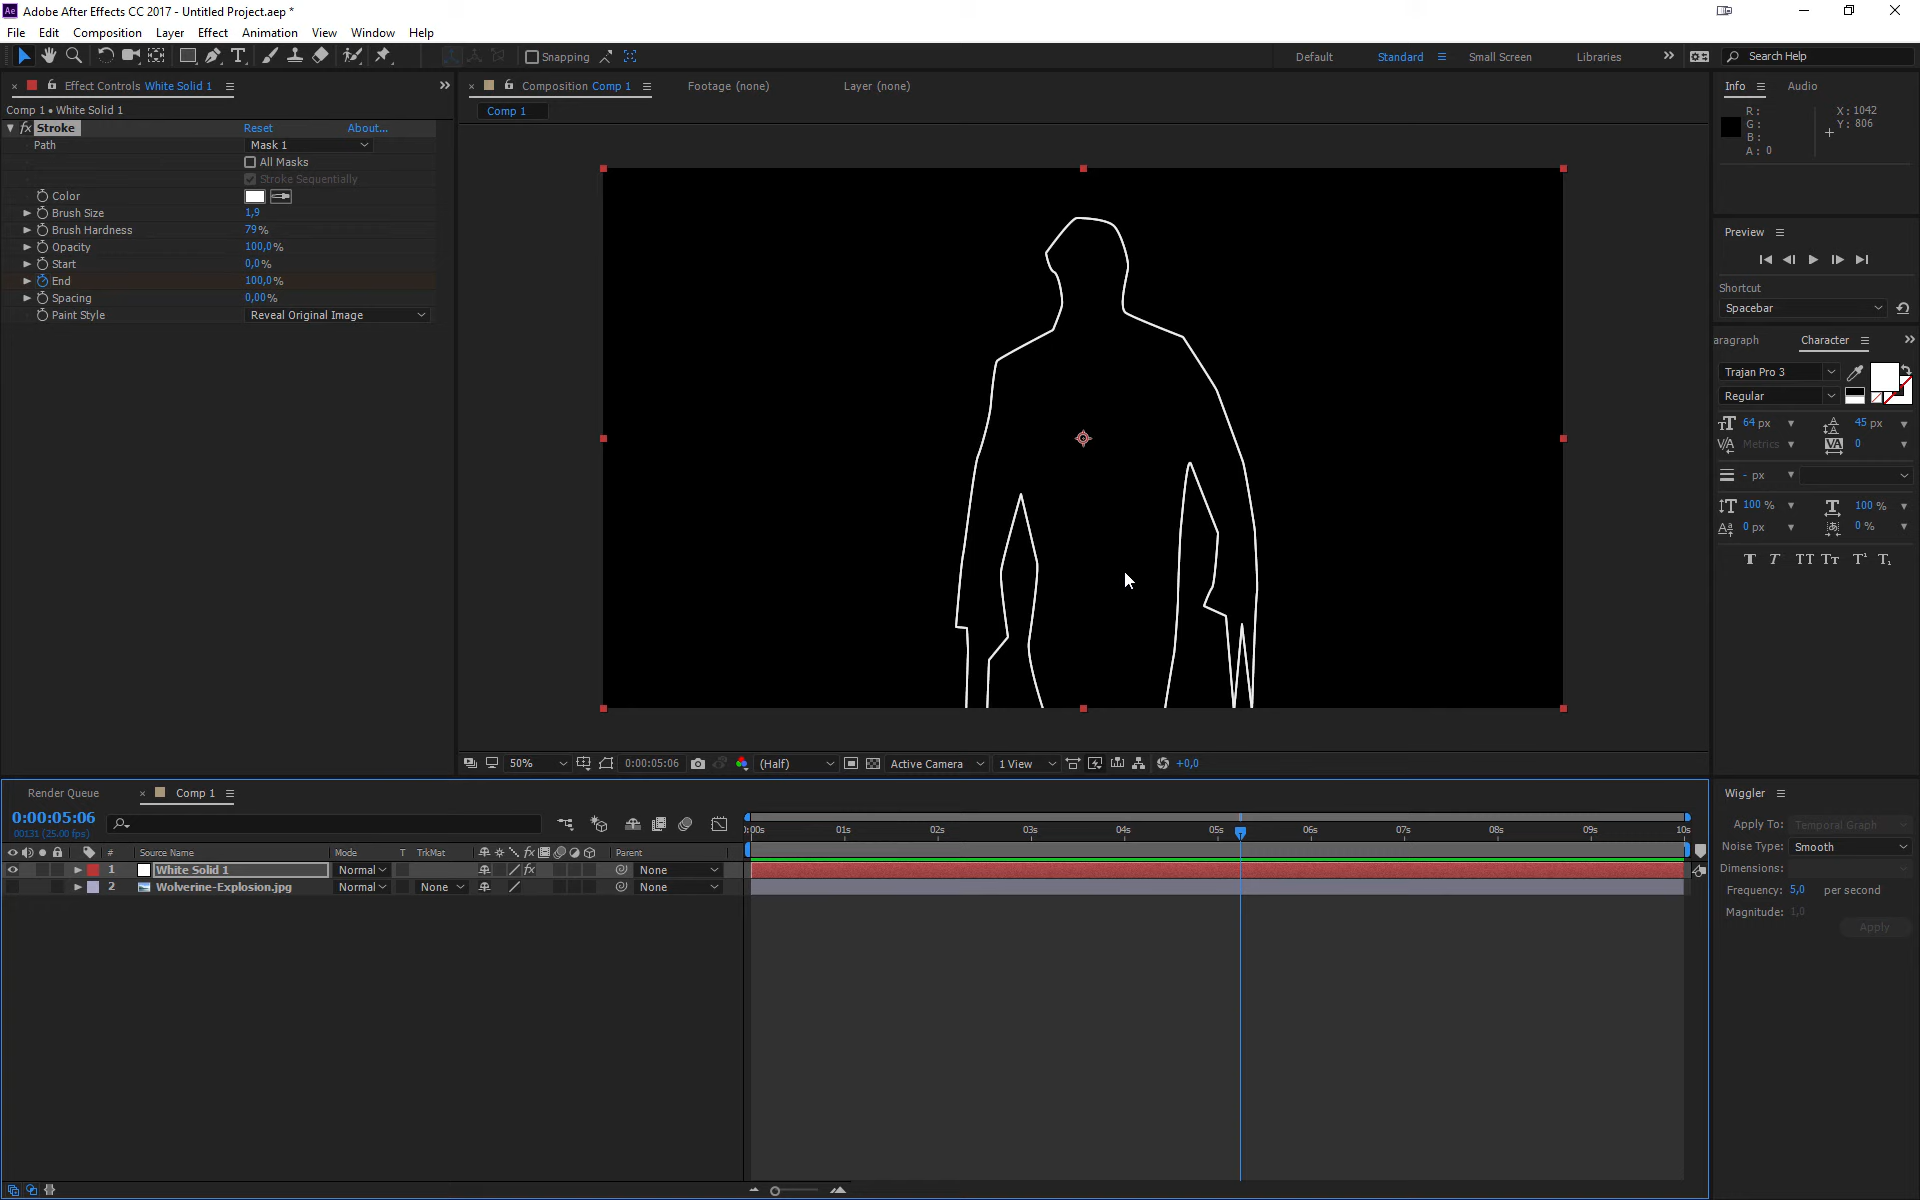 Ae Adobe After Effects CC 2017 - Untitled Project.aep *
File Edit Composition Layer Effect Animation View Window Help
Snapping Default Standard Small Screen Libraries Search Help
Effect Controls White Solid 1
Comp 1 • White Solid 1
fx Stroke Reset About...
Path Mask 1
All Masks
Stroke Sequentially
Color
Brush Size 1,9
Brush Hardness 79%
Opacity 100,0%
Start 0,0%
End 100,0%
Spacing 0,00%
Paint Style Reveal Original Image
Composition Comp 1 Footage (none) Layer (none)
Comp 1
50% 0:00:05:06 (Half) Active Camera 1 View +0,0
Info Audio
R: X: 1042
G: Y: 806
B:
A: 0
Preview
Shortcut
Spacebar
aragraph Character
Trajan Pro 3
Regular
64 px 45 px
Metrics 0
- px
100 % 100 %
0 px 0 %
T T TT Tt T¹ T₁
Render Queue Comp 1
0:00:05:06
00131 (25.00 fps)
:00s 01s 02s 03s 04s 05s 06s 07s 08s 09s 10s
# Source Name Mode T TrkMat fx Parent
1 White Solid 1 Normal fx None
2 Wolverine-Explosion.jpg Normal None None
Wiggler
Apply To: Temporal Graph
Noise Type: Smooth
Dimensions:
Frequency: 5,0 per second
Magnitude: 1,0
Apply